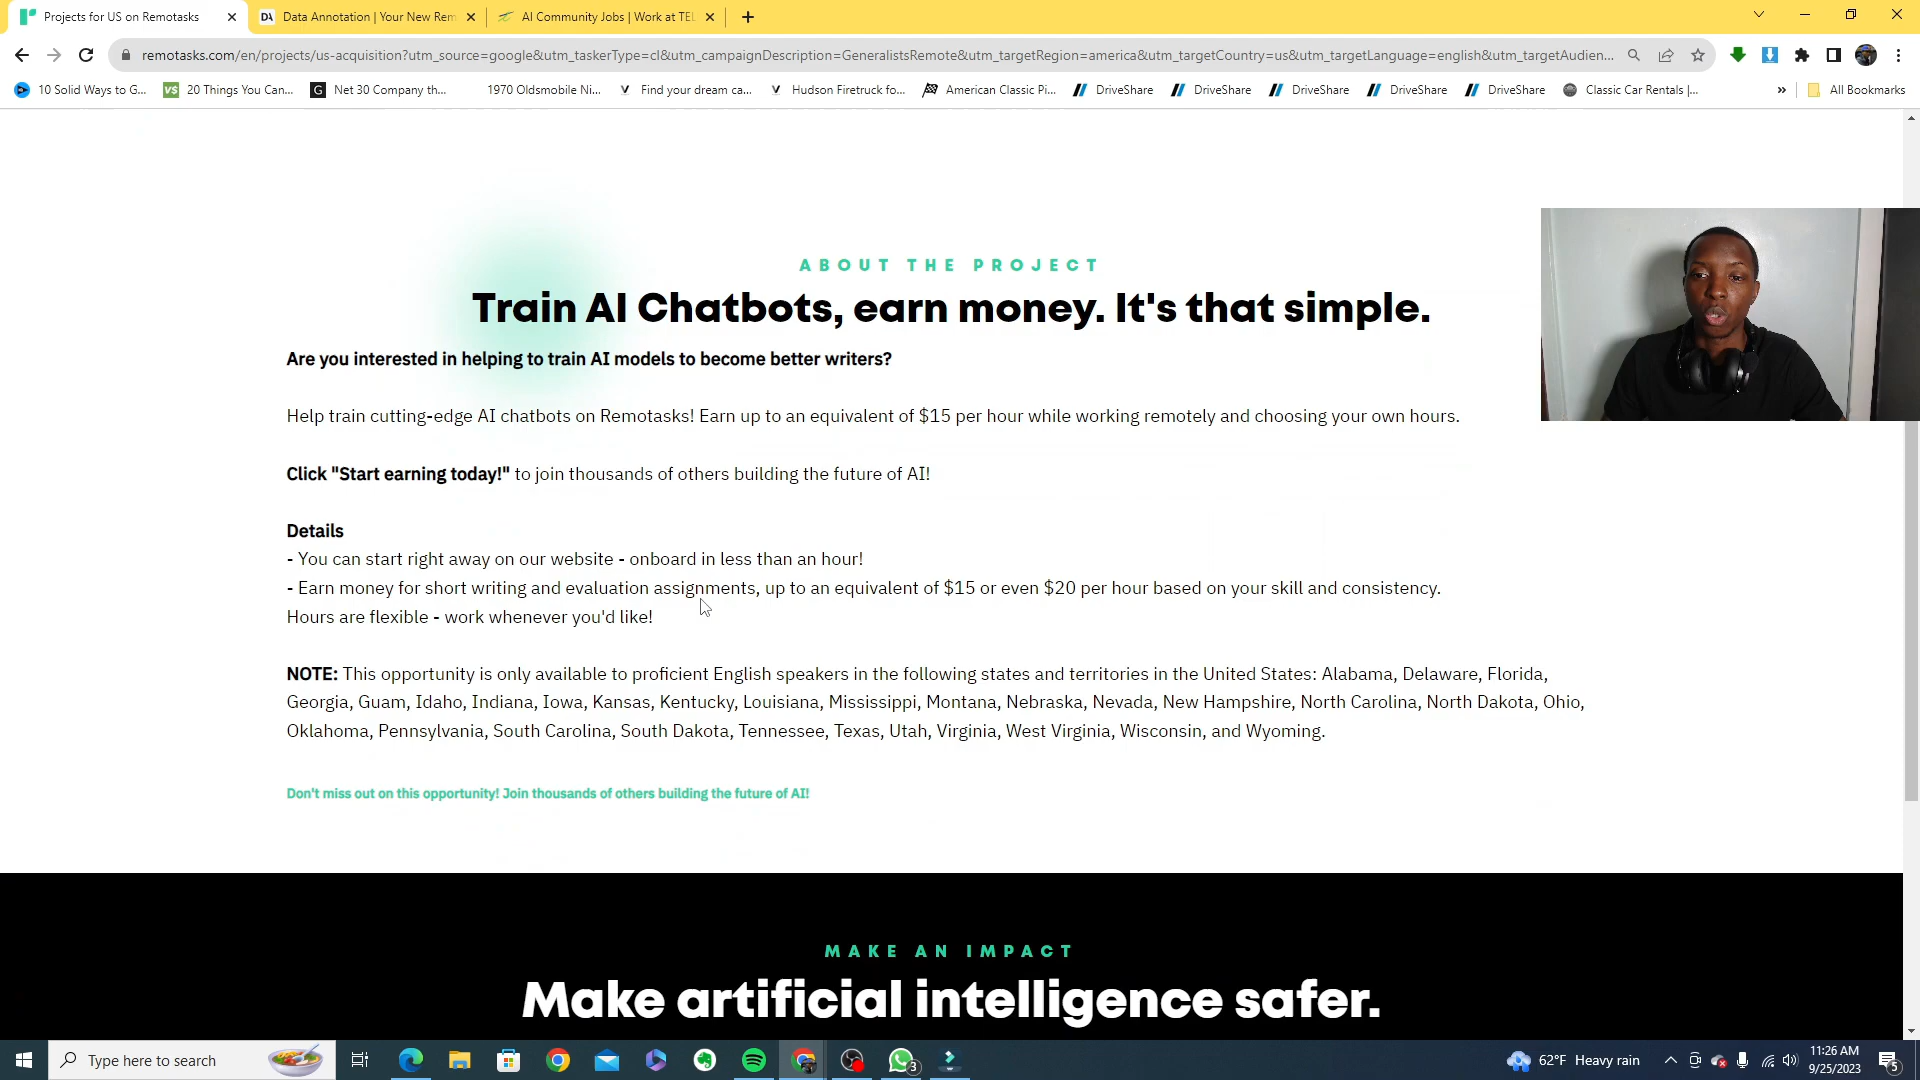 Projects for US on Remotasks
DA Data Annotation | Your New Rem
AI Community Jobs | Work at TEL
remotasks.com/en/projects/us-acquisition?utm_source=google&utm_taskerType=cl&utm_campaignDescription=GeneralistsRemote&utm_targetRegion=america&utm_targetCountry=us&utm_targetLanguage=english&utm_targetAudien...
10 Solid Ways to G...
VS 20 Things You Can...
G Net 30 Company th...
1970 Oldsmobile Ni...
V Find your dream ca...
V Hudson Firetruck fo...
American Classic Pi...
DriveShare
DriveShare
DriveShare
DriveShare
DriveShare
Classic Car Rentals |...
»
All Bookmarks
ABOUT THE PROJECT
Train AI Chatbots, earn money. It's that simple.
Are you interested in helping to train AI models to become better writers?
Help train cutting-edge AI chatbots on Remotasks! Earn up to an equivalent of $15 per hour while working remotely and choosing your own hours.
Click "Start earning today!" to join thousands of others building the future of AI!
Details
- You can start right away on our website - onboard in less than an hour!
- Earn money for short writing and evaluation assignments, up to an equivalent of $15 or even $20 per hour based on your skill and consistency.
Hours are flexible - work whenever you'd like!
NOTE: This opportunity is only available to proficient English speakers in the following states and territories in the United States: Alabama, Delaware, Florida,
Georgia, Guam, Idaho, Indiana, Iowa, Kansas, Kentucky, Louisiana, Mississippi, Montana, Nebraska, Nevada, New Hampshire, North Carolina, North Dakota, Ohio,
Oklahoma, Pennsylvania, South Carolina, South Dakota, Tennessee, Texas, Utah, Virginia, West Virginia, Wisconsin, and Wyoming.
Don't miss out on this opportunity! Join thousands of others building the future of AI!
MAKE AN IMPACT
Make artificial intelligence safer.
Type here to search
3
62°F Heavy rain
11:26 AM
9/25/2023
5